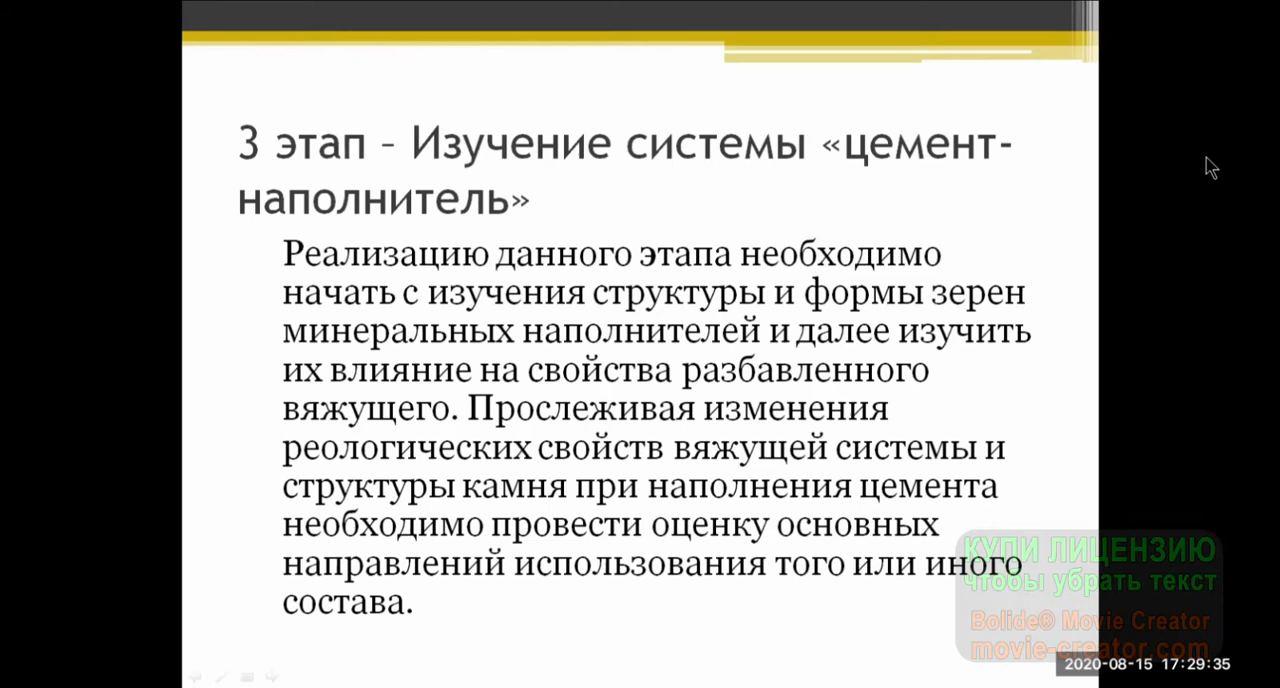 3 этап – Изучение системы «цемент-
наполнитель»
Реализацию данного этапа необходимо
начать с изучения структуры и формы зерен
минеральных наполнителей и далее изучить
их влияние на свойства разбавленного
вяжущего. Прослеживая изменения
реологических свойств вяжущей системы и
структуры камня при наполнения цемента
необходимо провести оценку основных
направлений использования того или иного
состава.
КУПИ ЛИЦЕНЗИЮ
чтобы убрать текст
Bolide® Movie Creator
movie-creator.com
2020-08-15 17:29:35